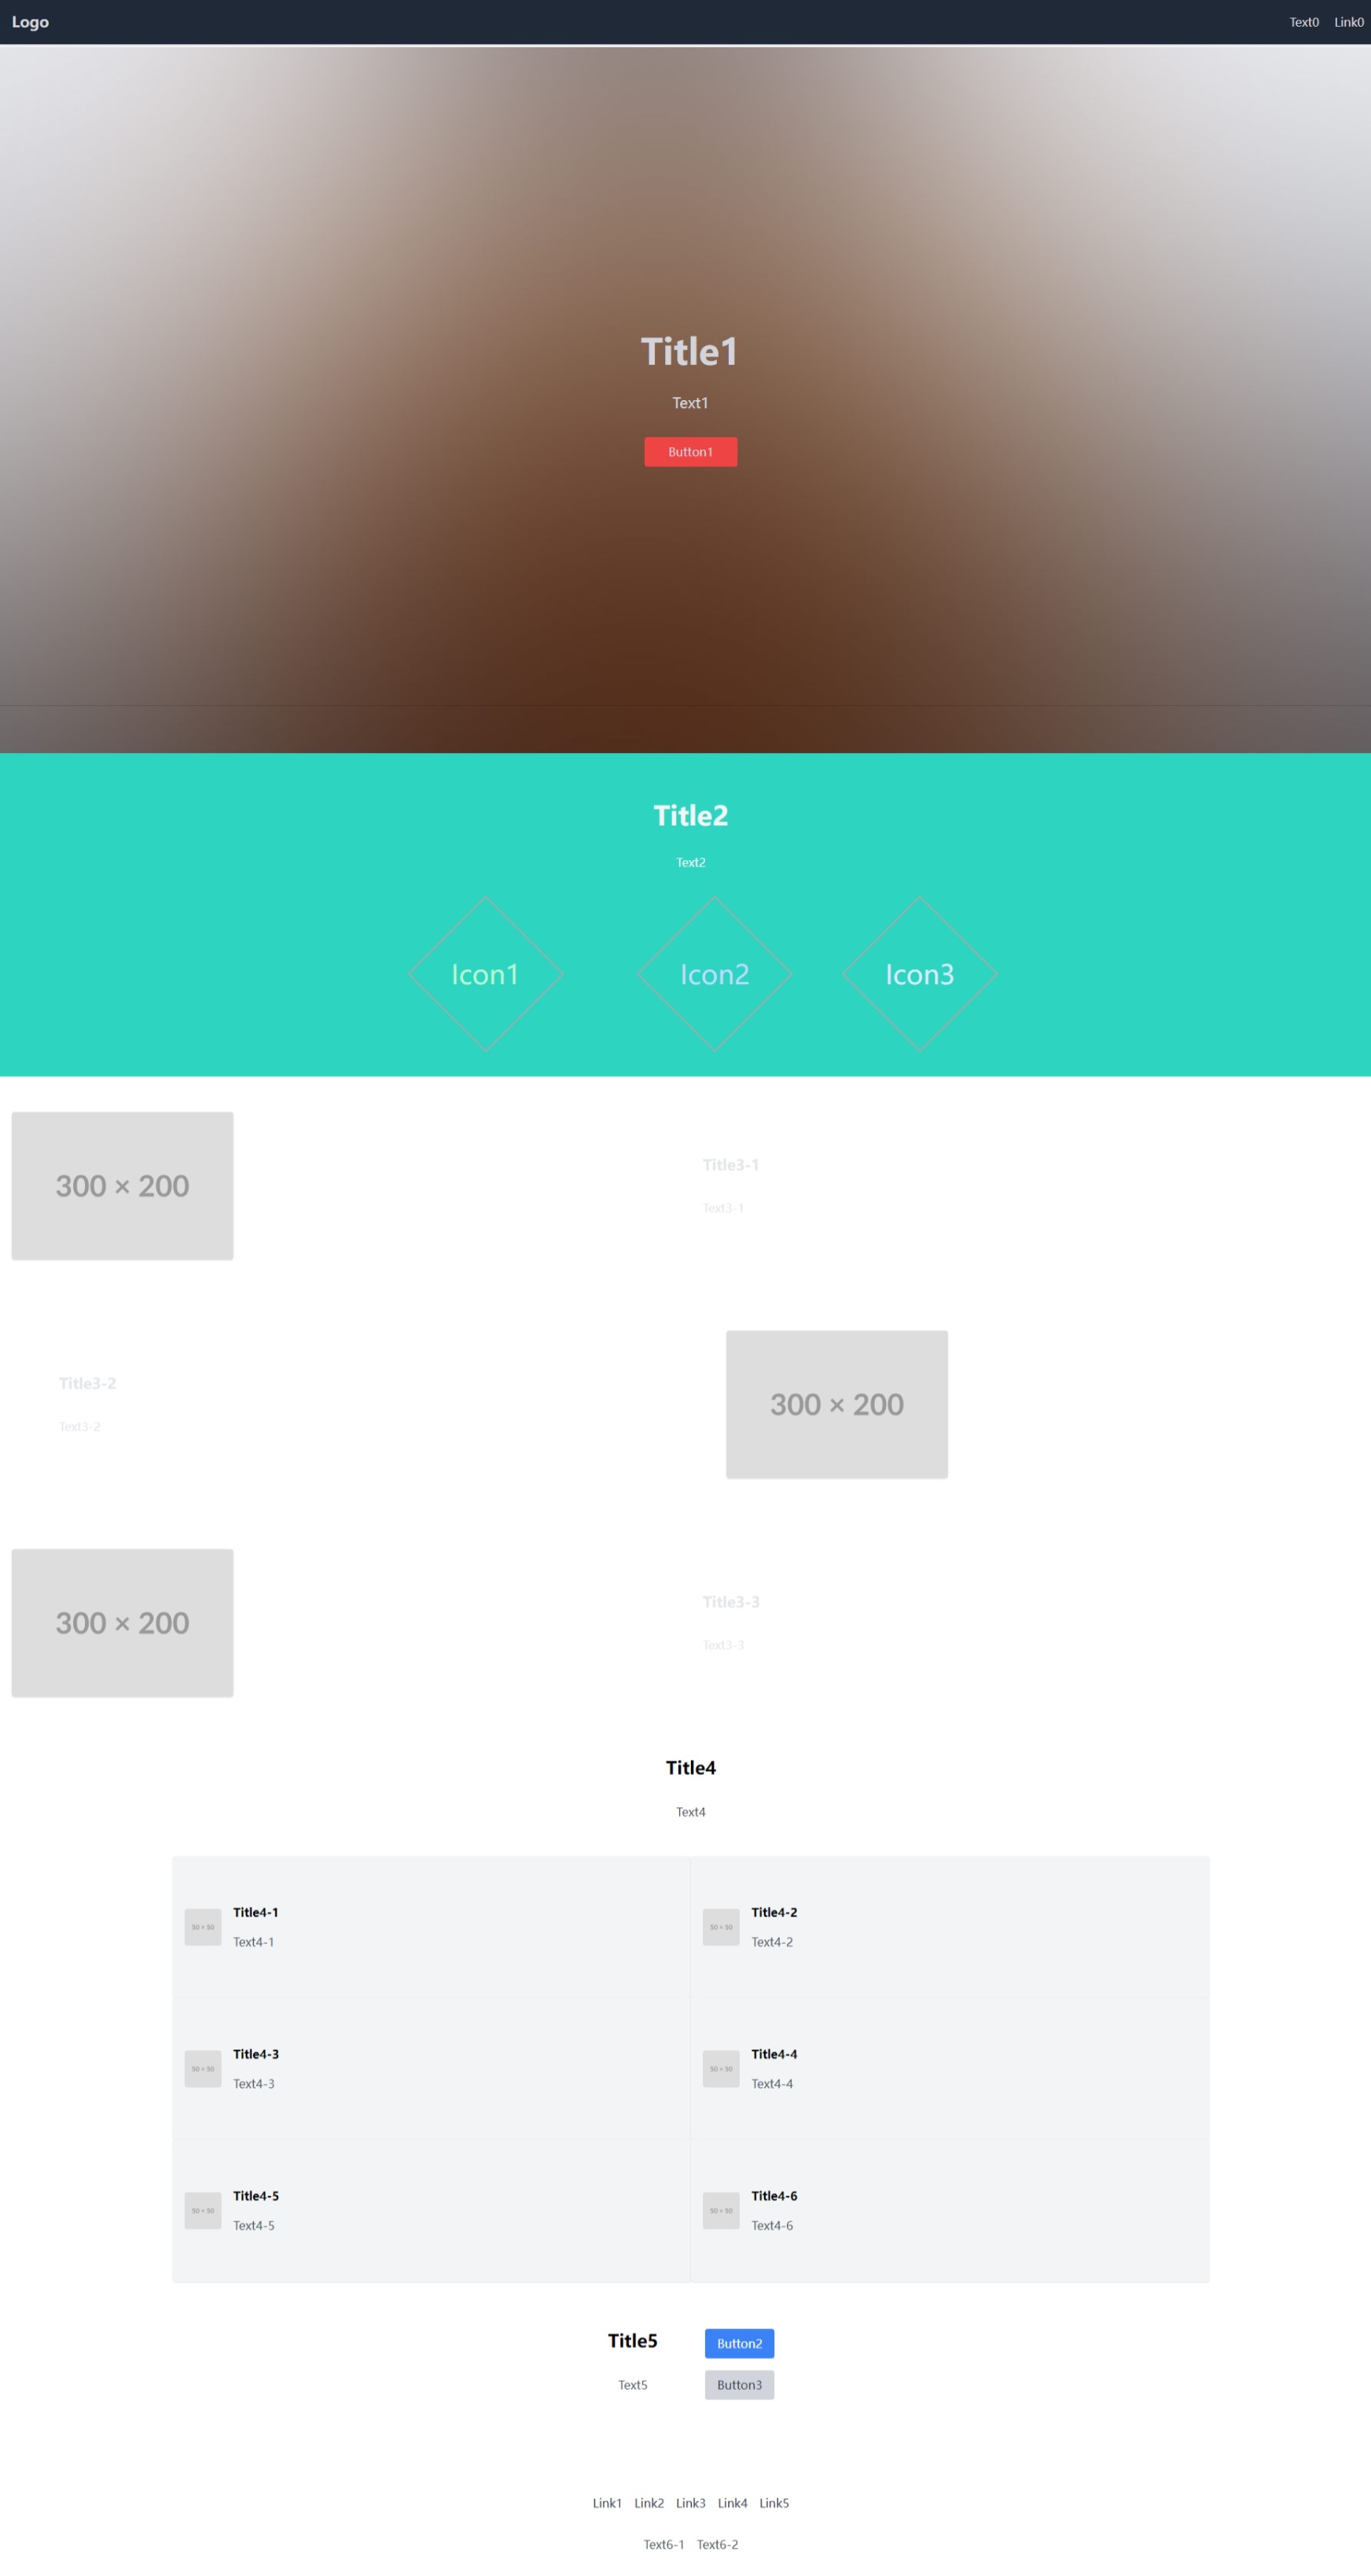 Logo
Text0 Link0
Title1
Text1
Button1
Title2
Text2
Icon1 Icon2 Icon3
300 × 200
Title3-1
Text3-1
Title3-2
Text3-2
300 × 200
300 × 200
Title3-3
Text3-3
Title4
Text4
50 × 50
Title4-1
Text4-1
50 × 50
Title4-2
Text4-2
50 × 50
Title4-3
Text4-3
50 × 50
Title4-4
Text4-4
50 × 50
Title4-5
Text4-5
50 × 50
Title4-6
Text4-6
Title5
Text5
Button2
Button3
Link1 Link2 Link3 Link4 Link5
Text6-1 Text6-2